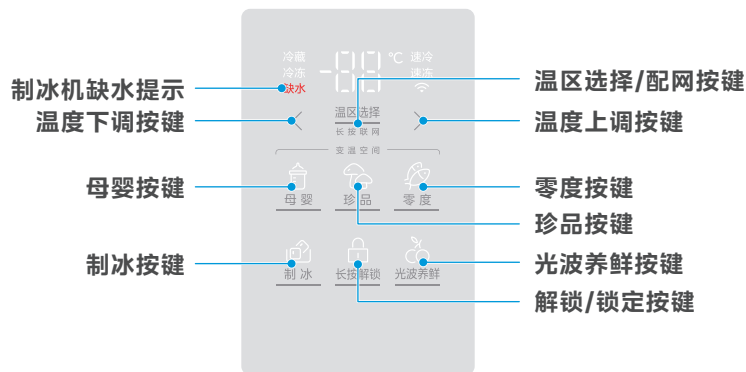 冷藏 -88 ℃ 速冷
冷冻 速冻
缺水
制冰机缺水提示
温区选择/配网按键
温度下调按键
温区选择
长按联网
温度上调按键
变温空间
母婴按键
母婴
珍品
零度
零度按键
珍品按键
制冰按键
制冰
长按解锁
光波养鲜
光波养鲜按键
解锁/锁定按键